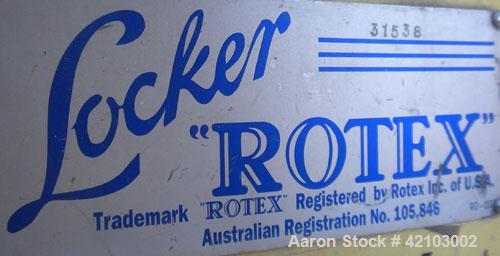 31538
Locker
"ROTEX"
Trademark "ROTEX" Registered by Rotex Inc. of U.S.A.
Australian Registration No. 105,846
Aaron Stock # 42103002